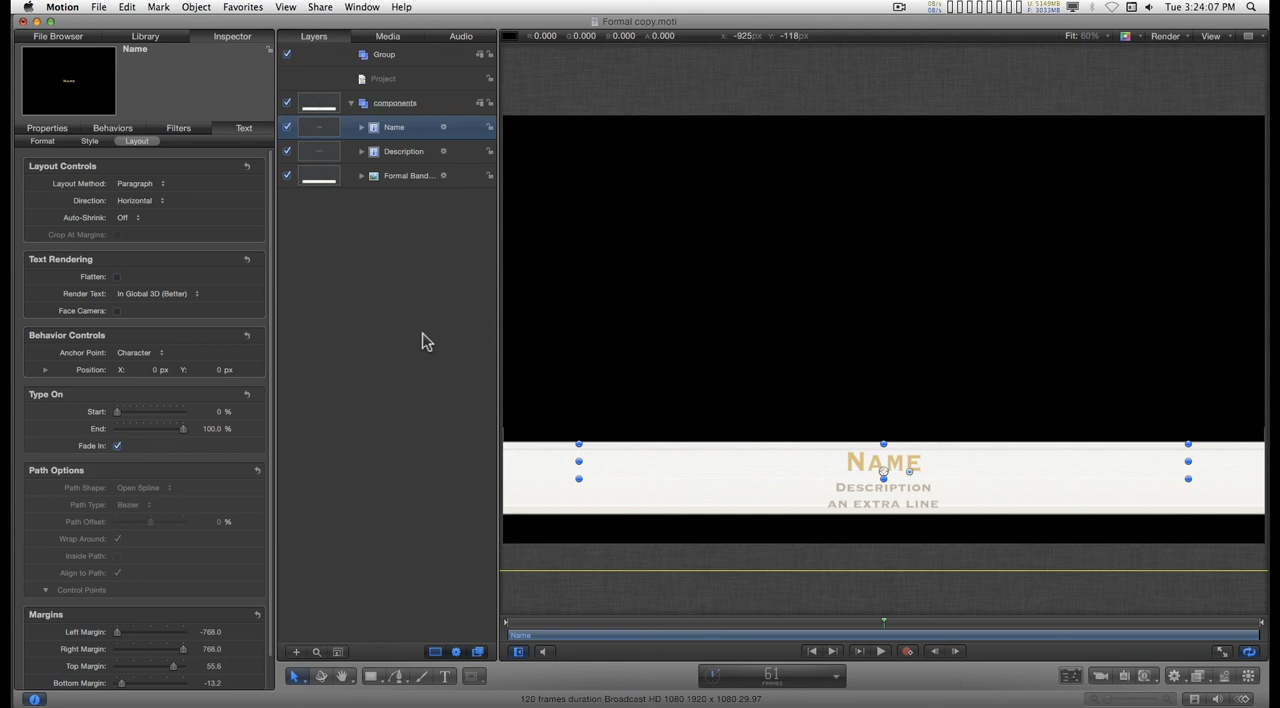 Motion File Edit Mark Object Favorites View Share Window Help
0B/s 0B/s U:5149MB F:3033MB Tue 3:24:07 PM
Formal copy.moti
File Browser Library Inspector
Layers Media Audio
R:0.000 G:0.000 B:0.000 A:0.000 X: -925px Y: -118px Fit: 60% Render View
Name
Name
Properties Behaviors Filters Text
Format Style Layout
Layout Controls
Layout Method: Paragraph
Direction: Horizontal
Auto-Shrink: Off
Crop At Margins:
Text Rendering
Flatten:
Render Text: In Global 3D (Better)
Face Camera:
Behavior Controls
Anchor Point: Character
Position: X: 0 px Y: 0 px
Type On
Start: 0 %
End: 100.0 %
Fade In:
Path Options
Path Shape: Open Spline
Path Type: Bezier
Path Offset: 0 %
Wrap Around:
Inside Path:
Align to Path:
Control Points
Margins
Left Margin: -768.0
Right Margin: 768.0
Top Margin: 55.6
Bottom Margin: -13.2
Group
Project
components
Name
Description
Formal Band...
NAME
DESCRIPTION
AN EXTRA LINE
Name
61
FRAMES
120 frames duration Broadcast HD 1080 1920 x 1080 29.97